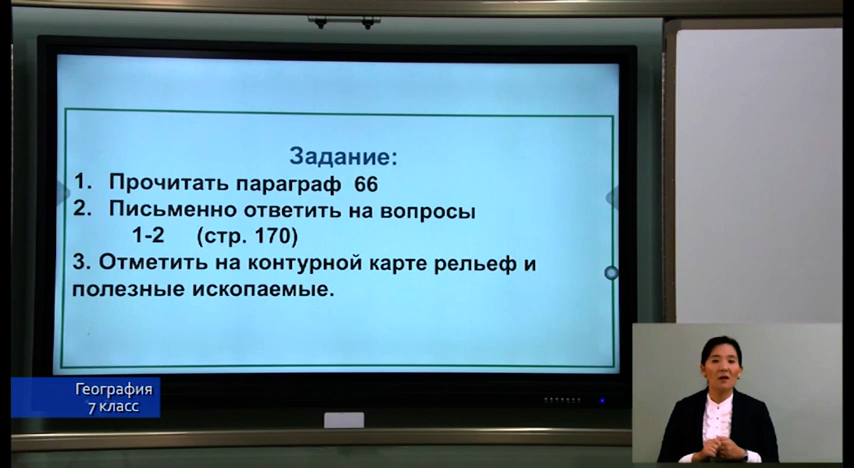 Задание:
1. Прочитать параграф 66
2. Письменно ответить на вопросы
1-2 (стр. 170)
3. Отметить на контурной карте рельеф и
полезные ископаемые.
География
7 класс